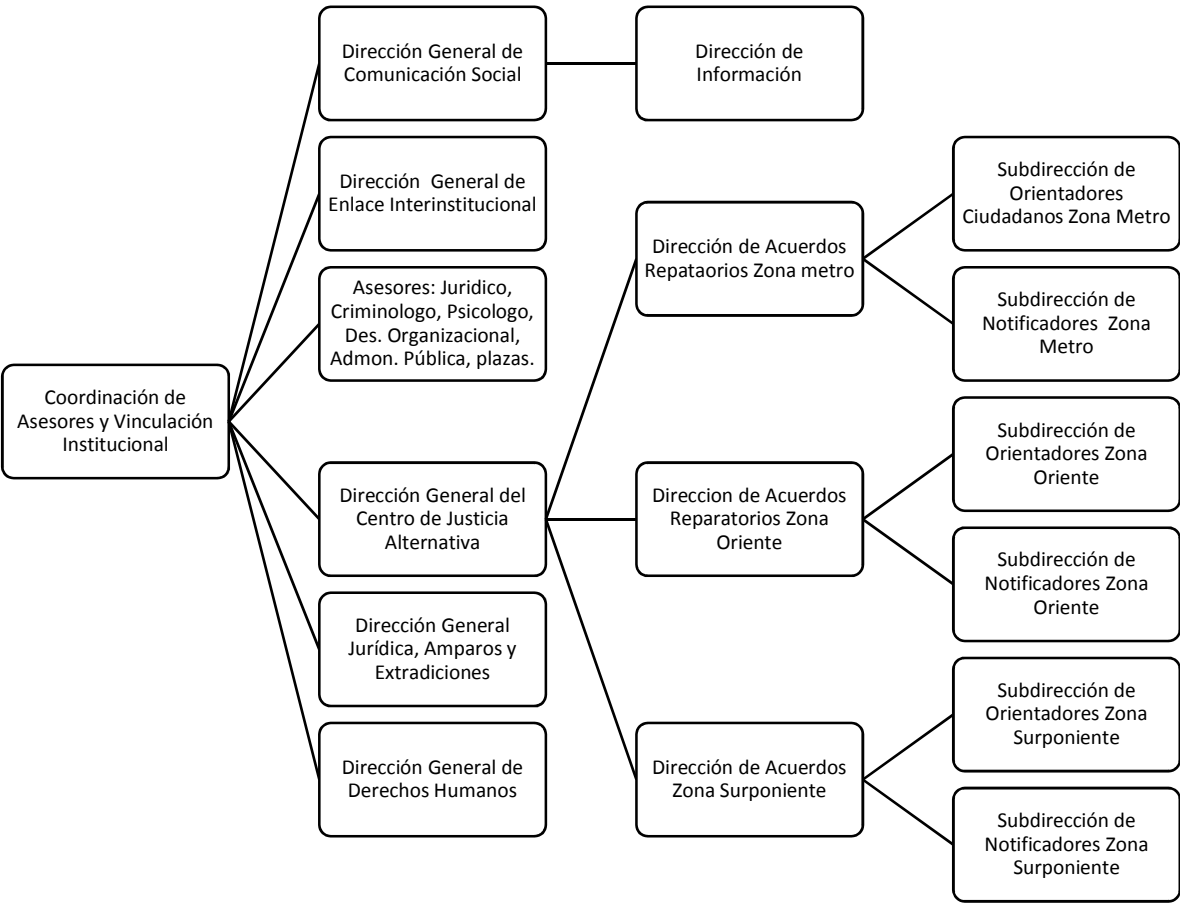 Dirección General de
Comunicación Social
Dirección de
Información
Dirección  General de
Enlace Interinstitucional
Asesores: Juridico,
Criminologo, Psicologo,
Des. Organizacional,
Admon. Pública, plazas.
Coordinación de
Asesores y Vinculación
Institucional
Dirección General del
Centro de Justicia
Alternativa
Dirección General
Jurídica, Amparos y
Extradiciones
Dirección General de
Derechos Humanos
Dirección de Acuerdos
Repataorios Zona metro
Subdirección de
Orientadores
Ciudadanos Zona Metro
Subdirección de
Notificadores  Zona
Metro
Direccion de Acuerdos
Reparatorios Zona
Oriente
Subdirección de
Orientadores Zona
Oriente
Subdirección de
Notificadores Zona
Oriente
Dirección de Acuerdos
Zona Surponiente
Subdirección de
Orientadores Zona
Surponiente
Subdirección de
Notificadores Zona
Surponiente